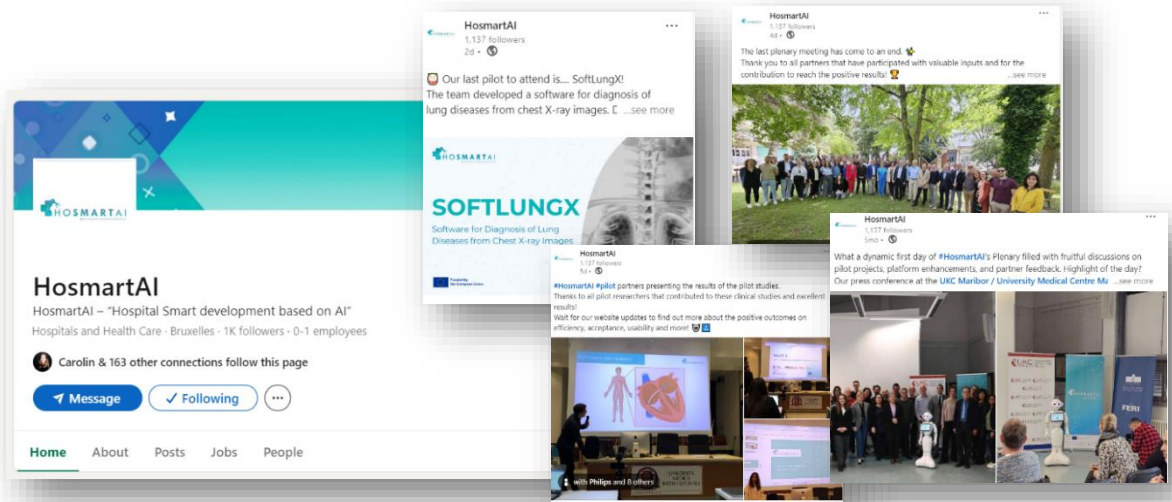 HOSMARTAI
HosmartAI
HosmartAI – "Hospital Smart development based on AI"
Hospitals and Health Care · Bruxelles · 1K followers · 0-1 employees
Carolin & 163 other connections follow this page
Message
Following
Home
About
Posts
Jobs
People
HosmartAI
1,137 followers
2d •
Our last pilot to attend is.... SoftLungX!
The team developed a software for diagnosis of
lung diseases from chest X-ray images. D ...see more
HOSMARTAI
SOFTLUNGX
Software for Diagnosis of Lung
Diseases from Chest X-ray Images
Funded by
the European Union
HosmartAI
1,137 followers
4d •
The last plenary meeting has come to an end.
Thank you to all partners that have participated with valuable inputs and for the
contribution to reach the positive results!
...see more
HosmartAI
1,137 followers
5d •
#HosmartAI #pilot partners presenting the results of the pilot studies.
Thanks to all pilot researchers that contributed to these clinical studies and excellent
results!
Wait for our website updates to find out more about the positive outcomes on
efficiency, acceptance, usability and more!
with Philips and 8 others
HosmartAI
1,137 followers
5mo •
What a dynamic first day of #HosmartAI's Plenary filled with fruitful discussions on
pilot projects, platform enhancements, and partner feedback. Highlight of the day?
Our press conference at the UKC Maribor / University Medical Centre Ma ...see more
UKC
HOSMARTAI
FERI